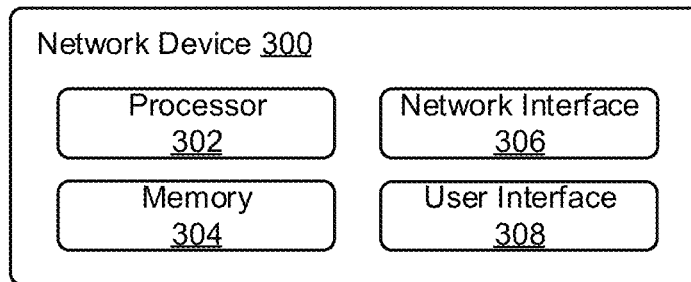 Network Device 300
Processor
302
Network Interface
306
Memory
304
User Interface
308